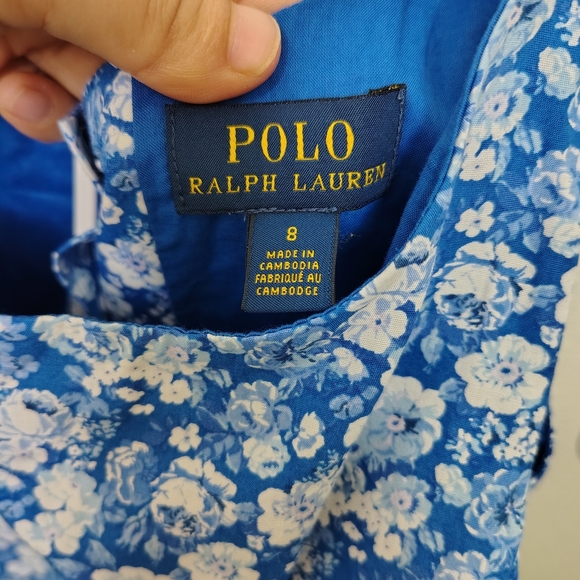 POLO
RALPH LAUREN
8
MADE IN
CAMBODIA
FABRIQUÉ AU
CAMBODGE